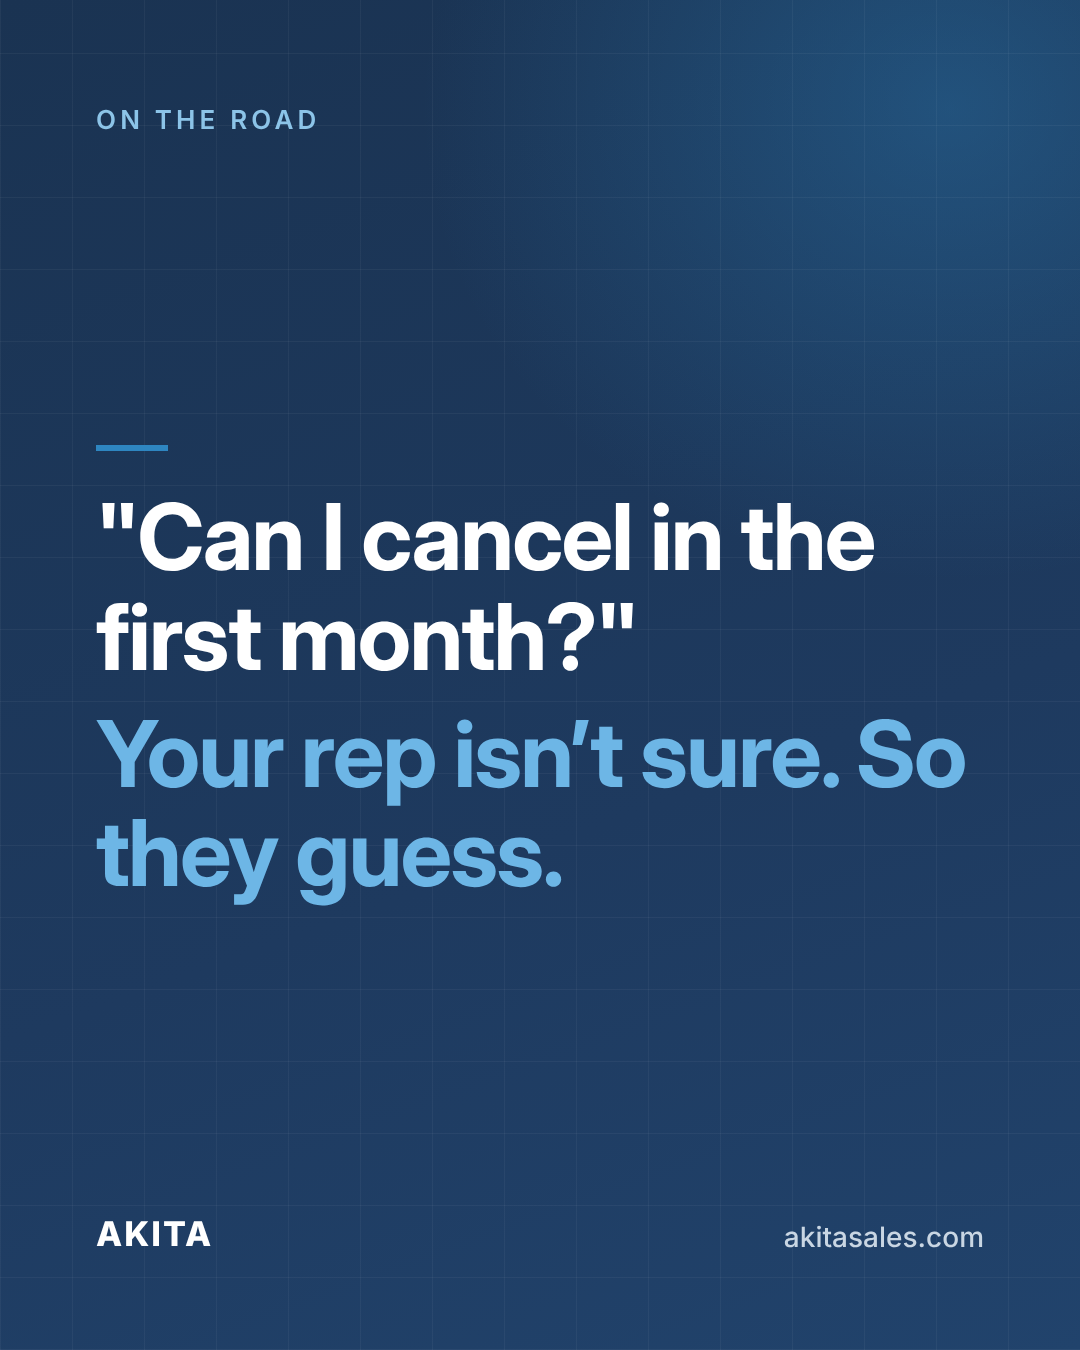 ON THE ROAD
"Can I cancel in the
first month?"
Your rep isn’t sure. So
they guess.
AKITA
akitasales.com